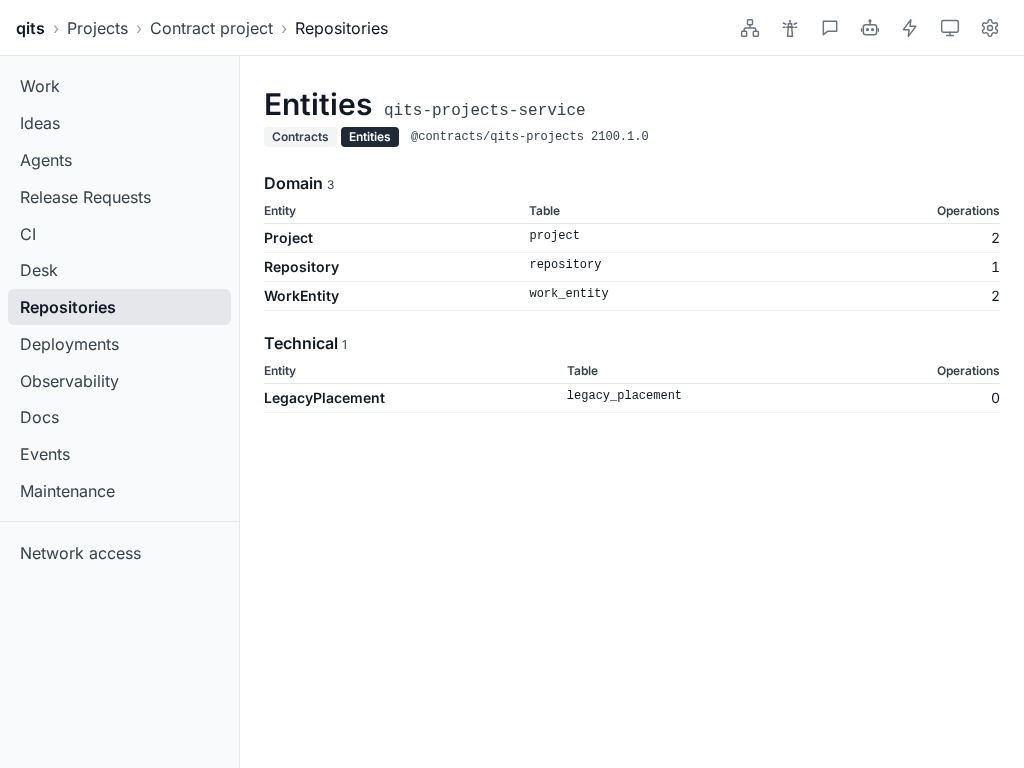 qits › Projects › Contract project › Repositories
Work
Ideas
Agents
Release Requests
CI
Desk
Repositories
Deployments
Observability
Docs
Events
Maintenance
Network access
Entities qits-projects-service
Contracts Entities @contracts/qits-projects 2100.1.0
Domain 3
Entity Table Operations
Project project 2
Repository repository 1
WorkEntity work_entity 2
Technical 1
Entity Table Operations
LegacyPlacement legacy_placement 0